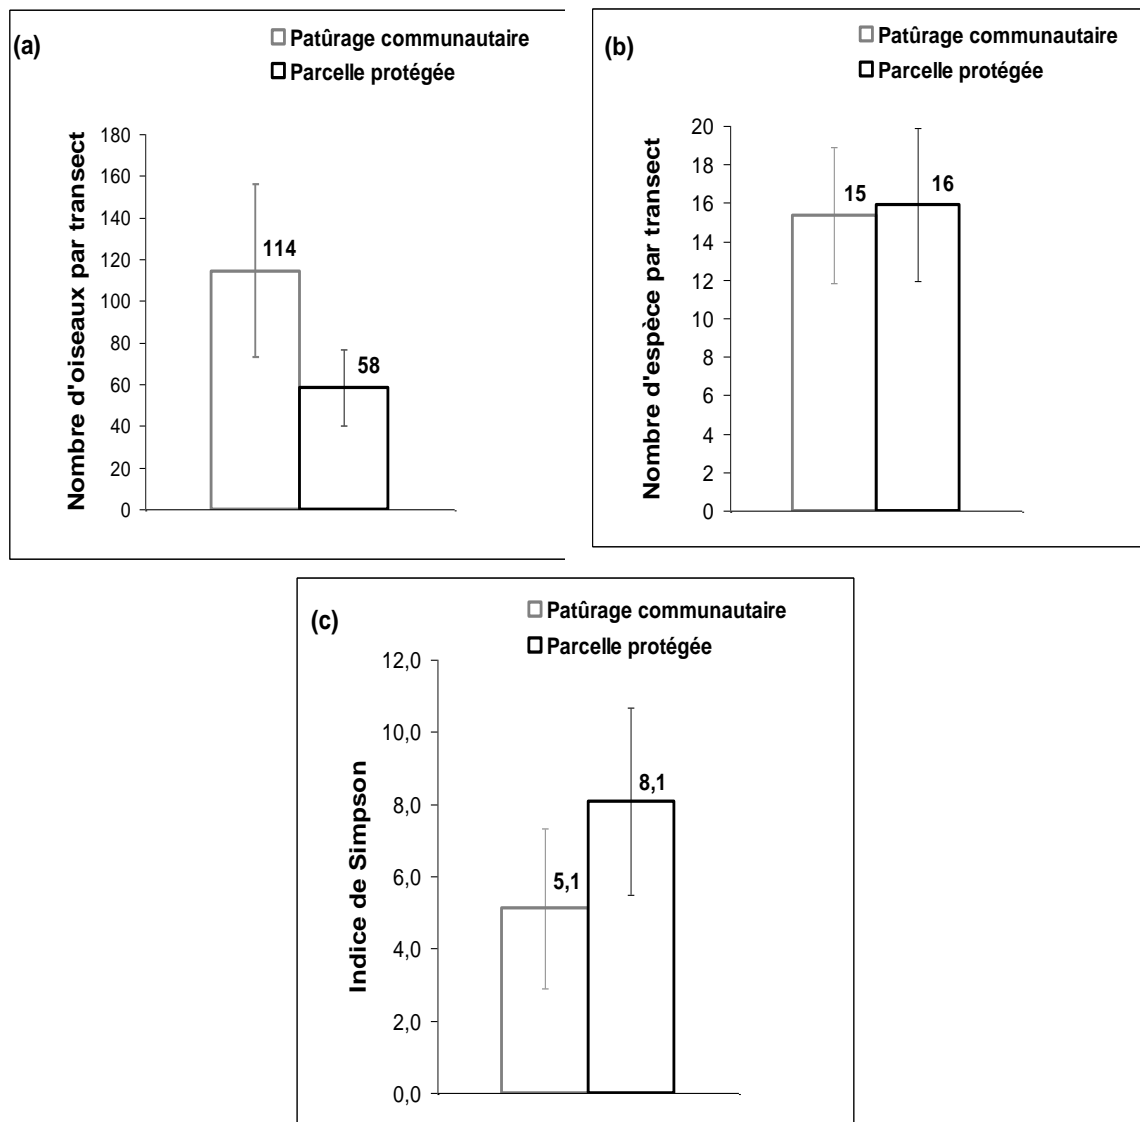 (a)
Patûrage communautaire
Parcelle protégée
Nombre d'oiseaux par transect
180
160
140
120
100
80
60
40
20
0
114
58
(b)
Patûrage communautaire
Parcelle protégée
Nombre d'espèce par transect
20
18
16
14
12
10
8
6
4
2
0
15
16
(c)
Patûrage communautaire
Parcelle protégée
Indice de Simpson
12,0
10,0
8,0
6,0
4,0
2,0
0,0
5,1
8,1